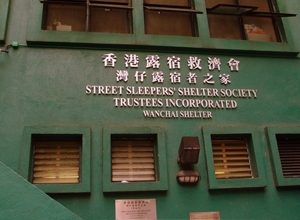 香港露宿救濟會
灣仔露宿者之家
STREET SLEEPERS' SHELTER SOCIETY
TRUSTEES INCORPORATED
WANCHAI SHELTER